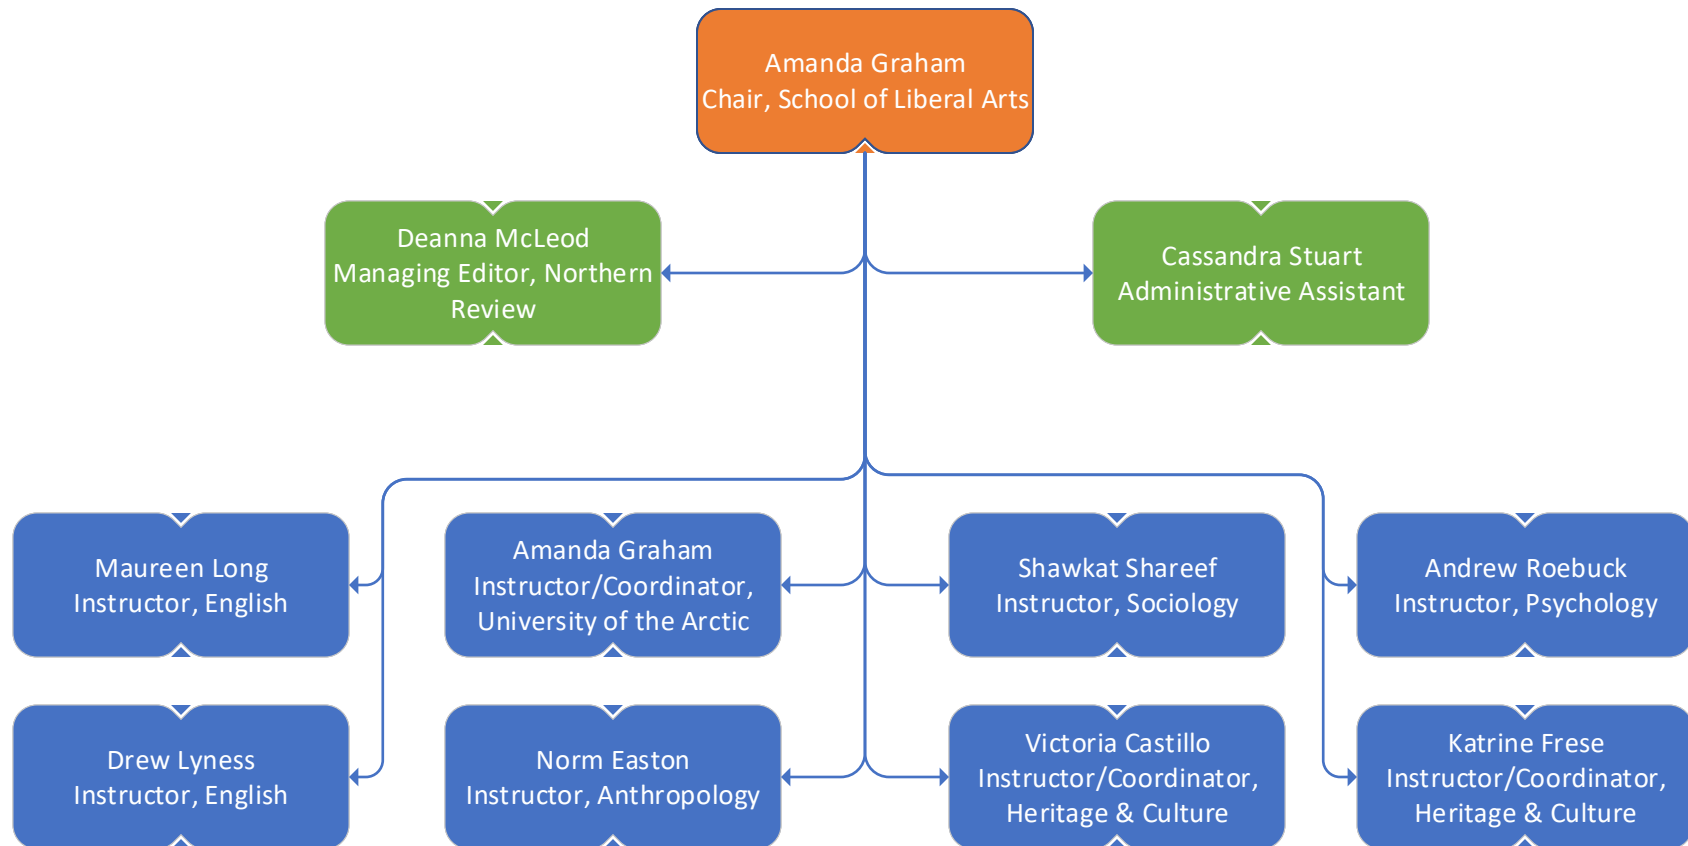 Amanda Graham
Chair, School of Liberal Arts
Deanna McLeod
Managing Editor, Northern
Review
Cassandra Stuart
Administrative Assistant
Maureen Long
Instructor, English
Amanda Graham
Instructor/Coordinator,
University of the Arctic
Shawkat Shareef
Instructor, Sociology
Andrew Roebuck
Instructor, Psychology
Drew Lyness
Instructor, English
Norm Easton
Instructor, Anthropology
Victoria Castillo
Instructor/Coordinator,
Heritage & Culture
Katrine Frese
Instructor/Coordinator,
Heritage & Culture